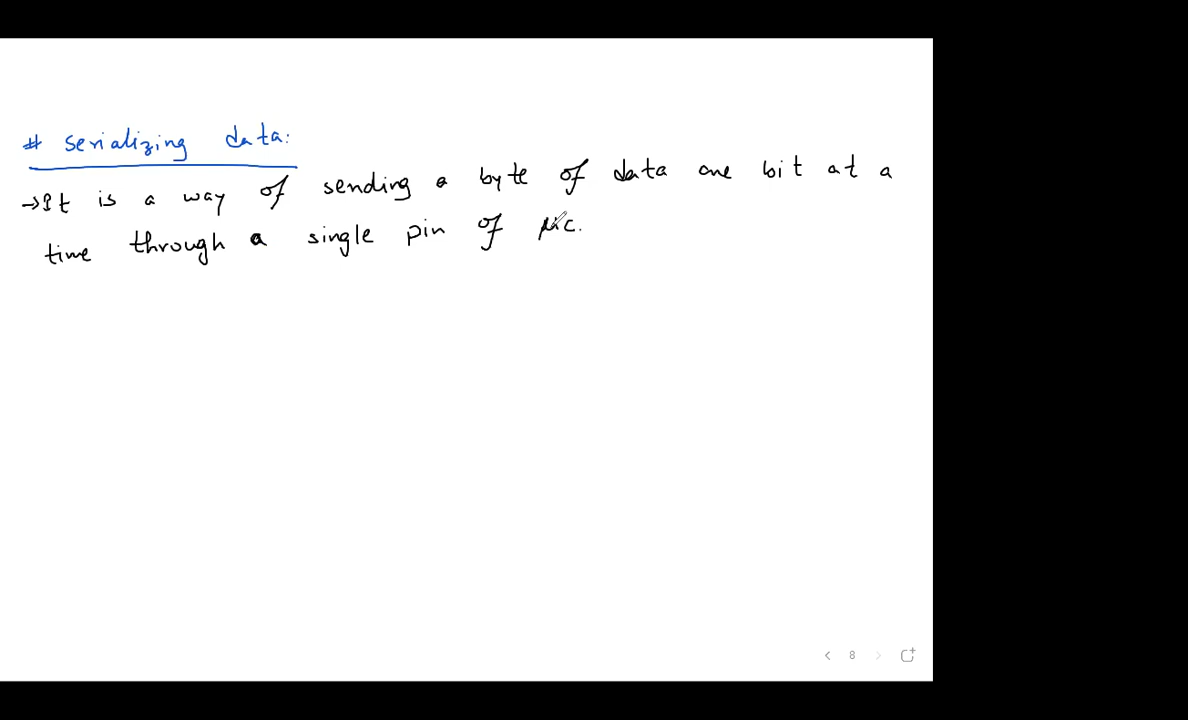 # Serializing data:
→ It is a way of sending a byte of data one bit at a
time through a single pin of μc.
8